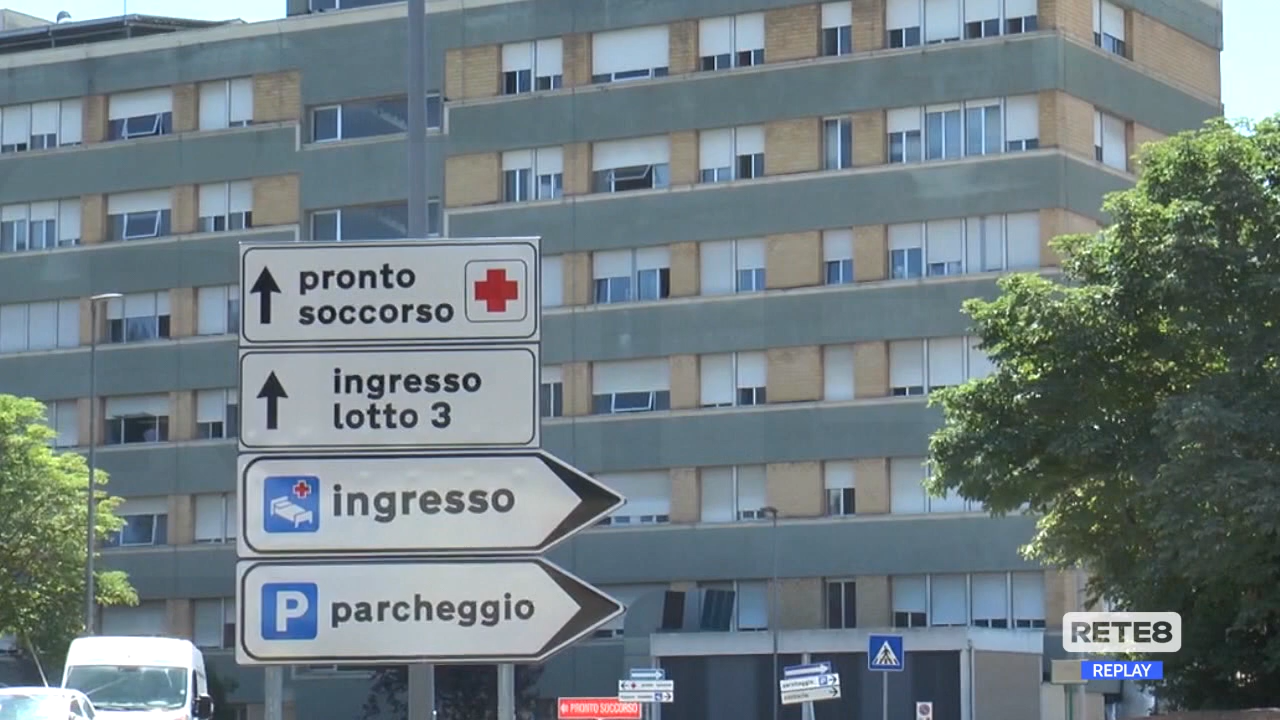 pronto
soccorso
ingresso
lotto 3
ingresso
P parcheggio
PRONTO SOCCORSO
RETE8
REPLAY